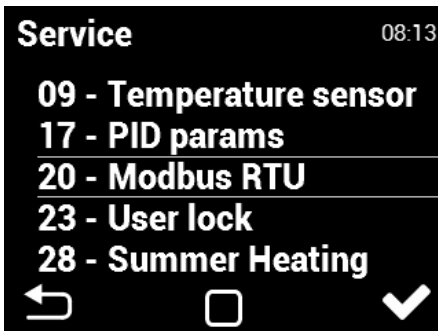 Service 08:13
09 - Temperature sensor
17 - PID params
20 - Modbus RTU
23 - User lock
28 - Summer Heating